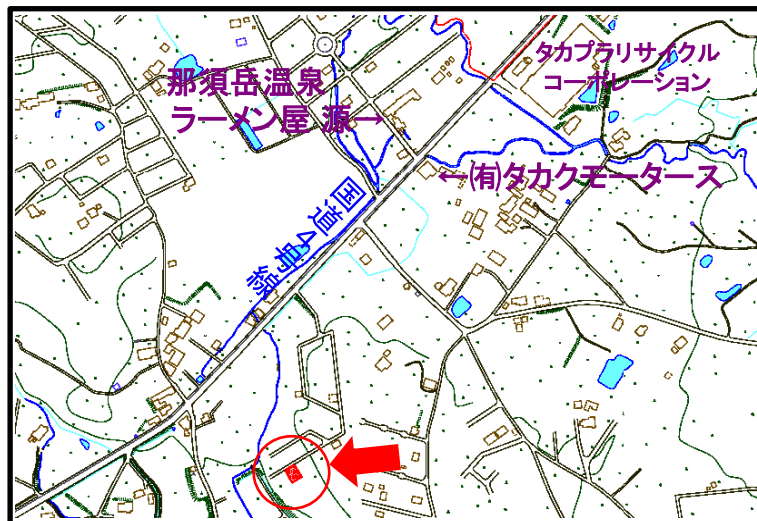 那須岳温泉
ラーメン屋 源→
タカプラリサイクル
コーポレーション
←㈲タカクモータース
国道4号線